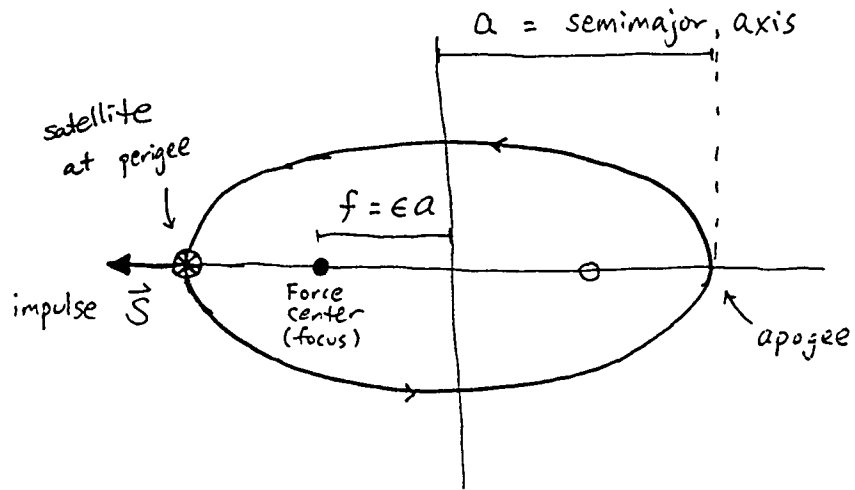 a = semimajor axis
satellite
at perigee
f = ϵa
impulse S⃗
Force
center
(focus)
apogee